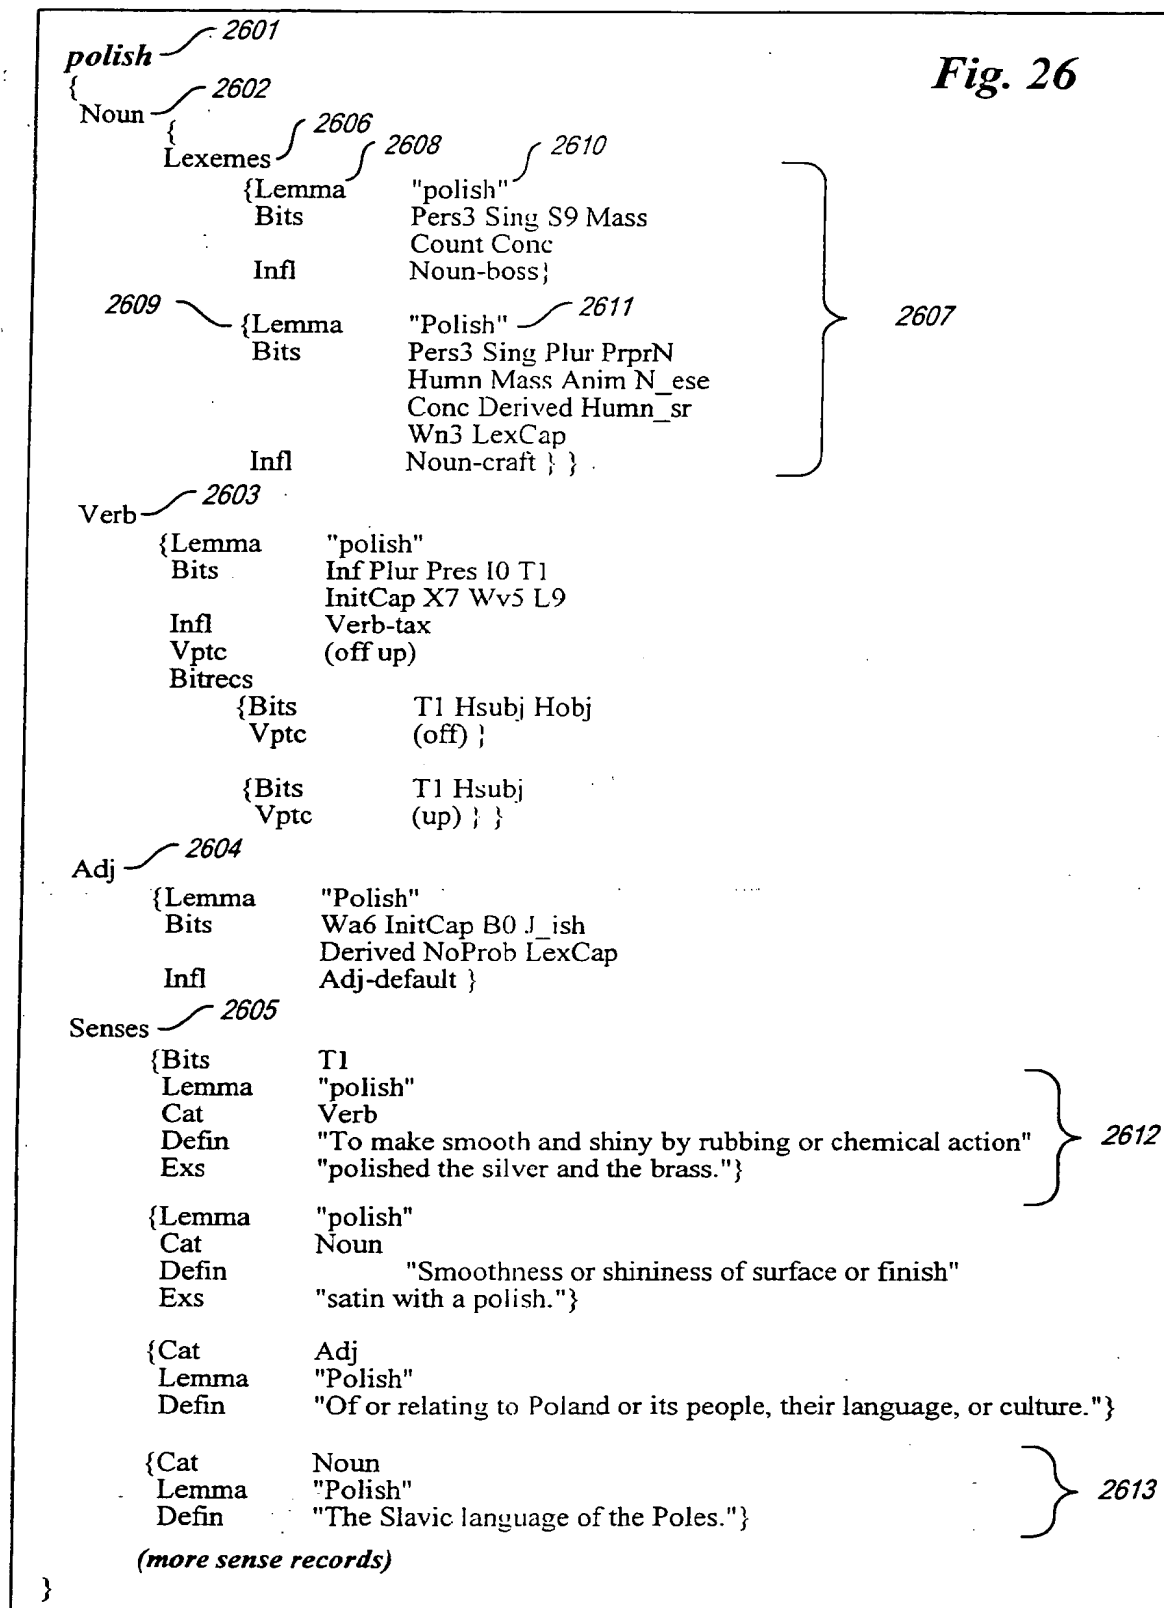 2601
polish
Fig. 26
{
Noun 2602
{
Lexemes 2606
2608 2610
{Lemma "polish"
Bits Pers3 Sing S9 Mass
Count Conc
Infl Noun-boss}
2609 {Lemma "Polish" 2611
2607
Bits Pers3 Sing Plur PrprN
Humn Mass Anim N_ese
Conc Derived Humn_sr
Wn3 LexCap
Infl Noun-craft } }
Verb 2603
{Lemma "polish"
Bits Inf Plur Pres I0 T1
InitCap X7 Wv5 L9
Infl Verb-tax
Vptc (off up)
Bitrecs
{Bits T1 Hsubj Hobj
Vptc (off) }
{Bits T1 Hsubj
Vptc (up) } }
Adj 2604
{Lemma "Polish"
Bits Wa6 InitCap B0 J_ish
Derived NoProb LexCap
Infl Adj-default }
Senses 2605
{Bits T1
Lemma "polish"
Cat Verb
Defin "To make smooth and shiny by rubbing or chemical action" 2612
Exs "polished the silver and the brass."}
{Lemma "polish"
Cat Noun
Defin "Smoothness or shininess of surface or finish"
Exs "satin with a polish."}
{Cat Adj
Lemma "Polish"
Defin "Of or relating to Poland or its people, their language, or culture."}
{Cat Noun
Lemma "Polish" 2613
Defin "The Slavic language of the Poles."}
(more sense records)
}